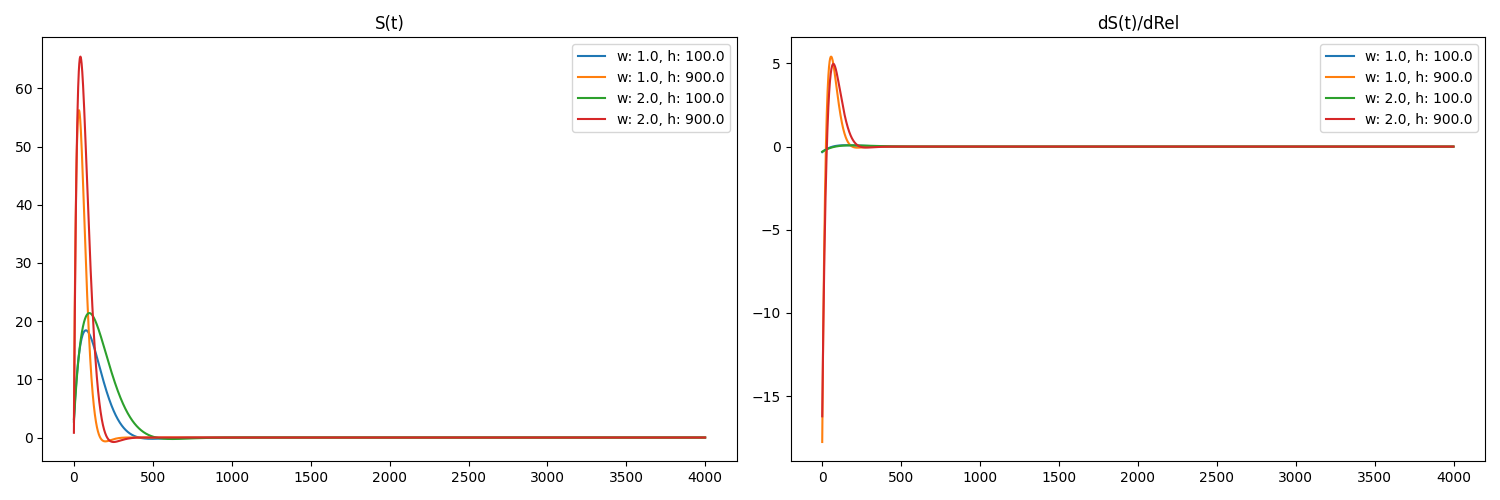 S(t)
60
50
40
30
20
10
0
0 500 1000 1500 2000 2500 3000 3500 4000
w: 1.0, h: 100.0
w: 1.0, h: 900.0
w: 2.0, h: 100.0
w: 2.0, h: 900.0
dS(t)/dRel
5
0
−5
−10
−15
0 500 1000 1500 2000 2500 3000 3500 4000
w: 1.0, h: 100.0
w: 1.0, h: 900.0
w: 2.0, h: 100.0
w: 2.0, h: 900.0